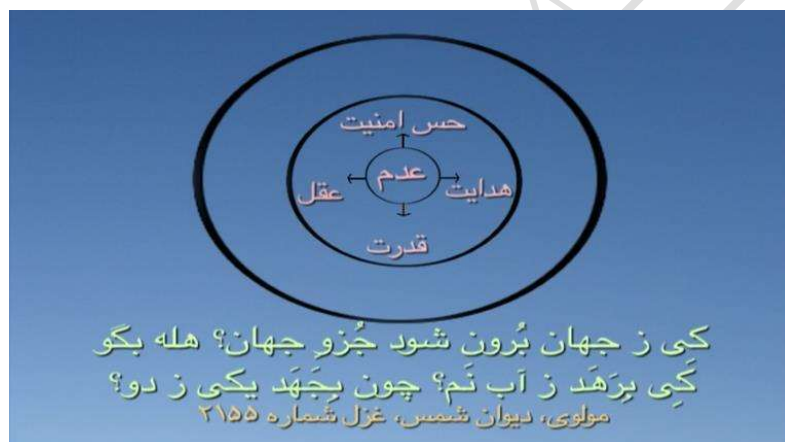 حس امنیت
هدایت
عدم
عقل
قدرت
کَی ز جهان بُرون شود جُزوِ جهان؟ هله بگو
کَی بِرَهَد ز آب نَم؟ چون بِجَهَد یکی ز دو؟
مولوی، دیوان شمس، غزل شماره ۲۱۵۵